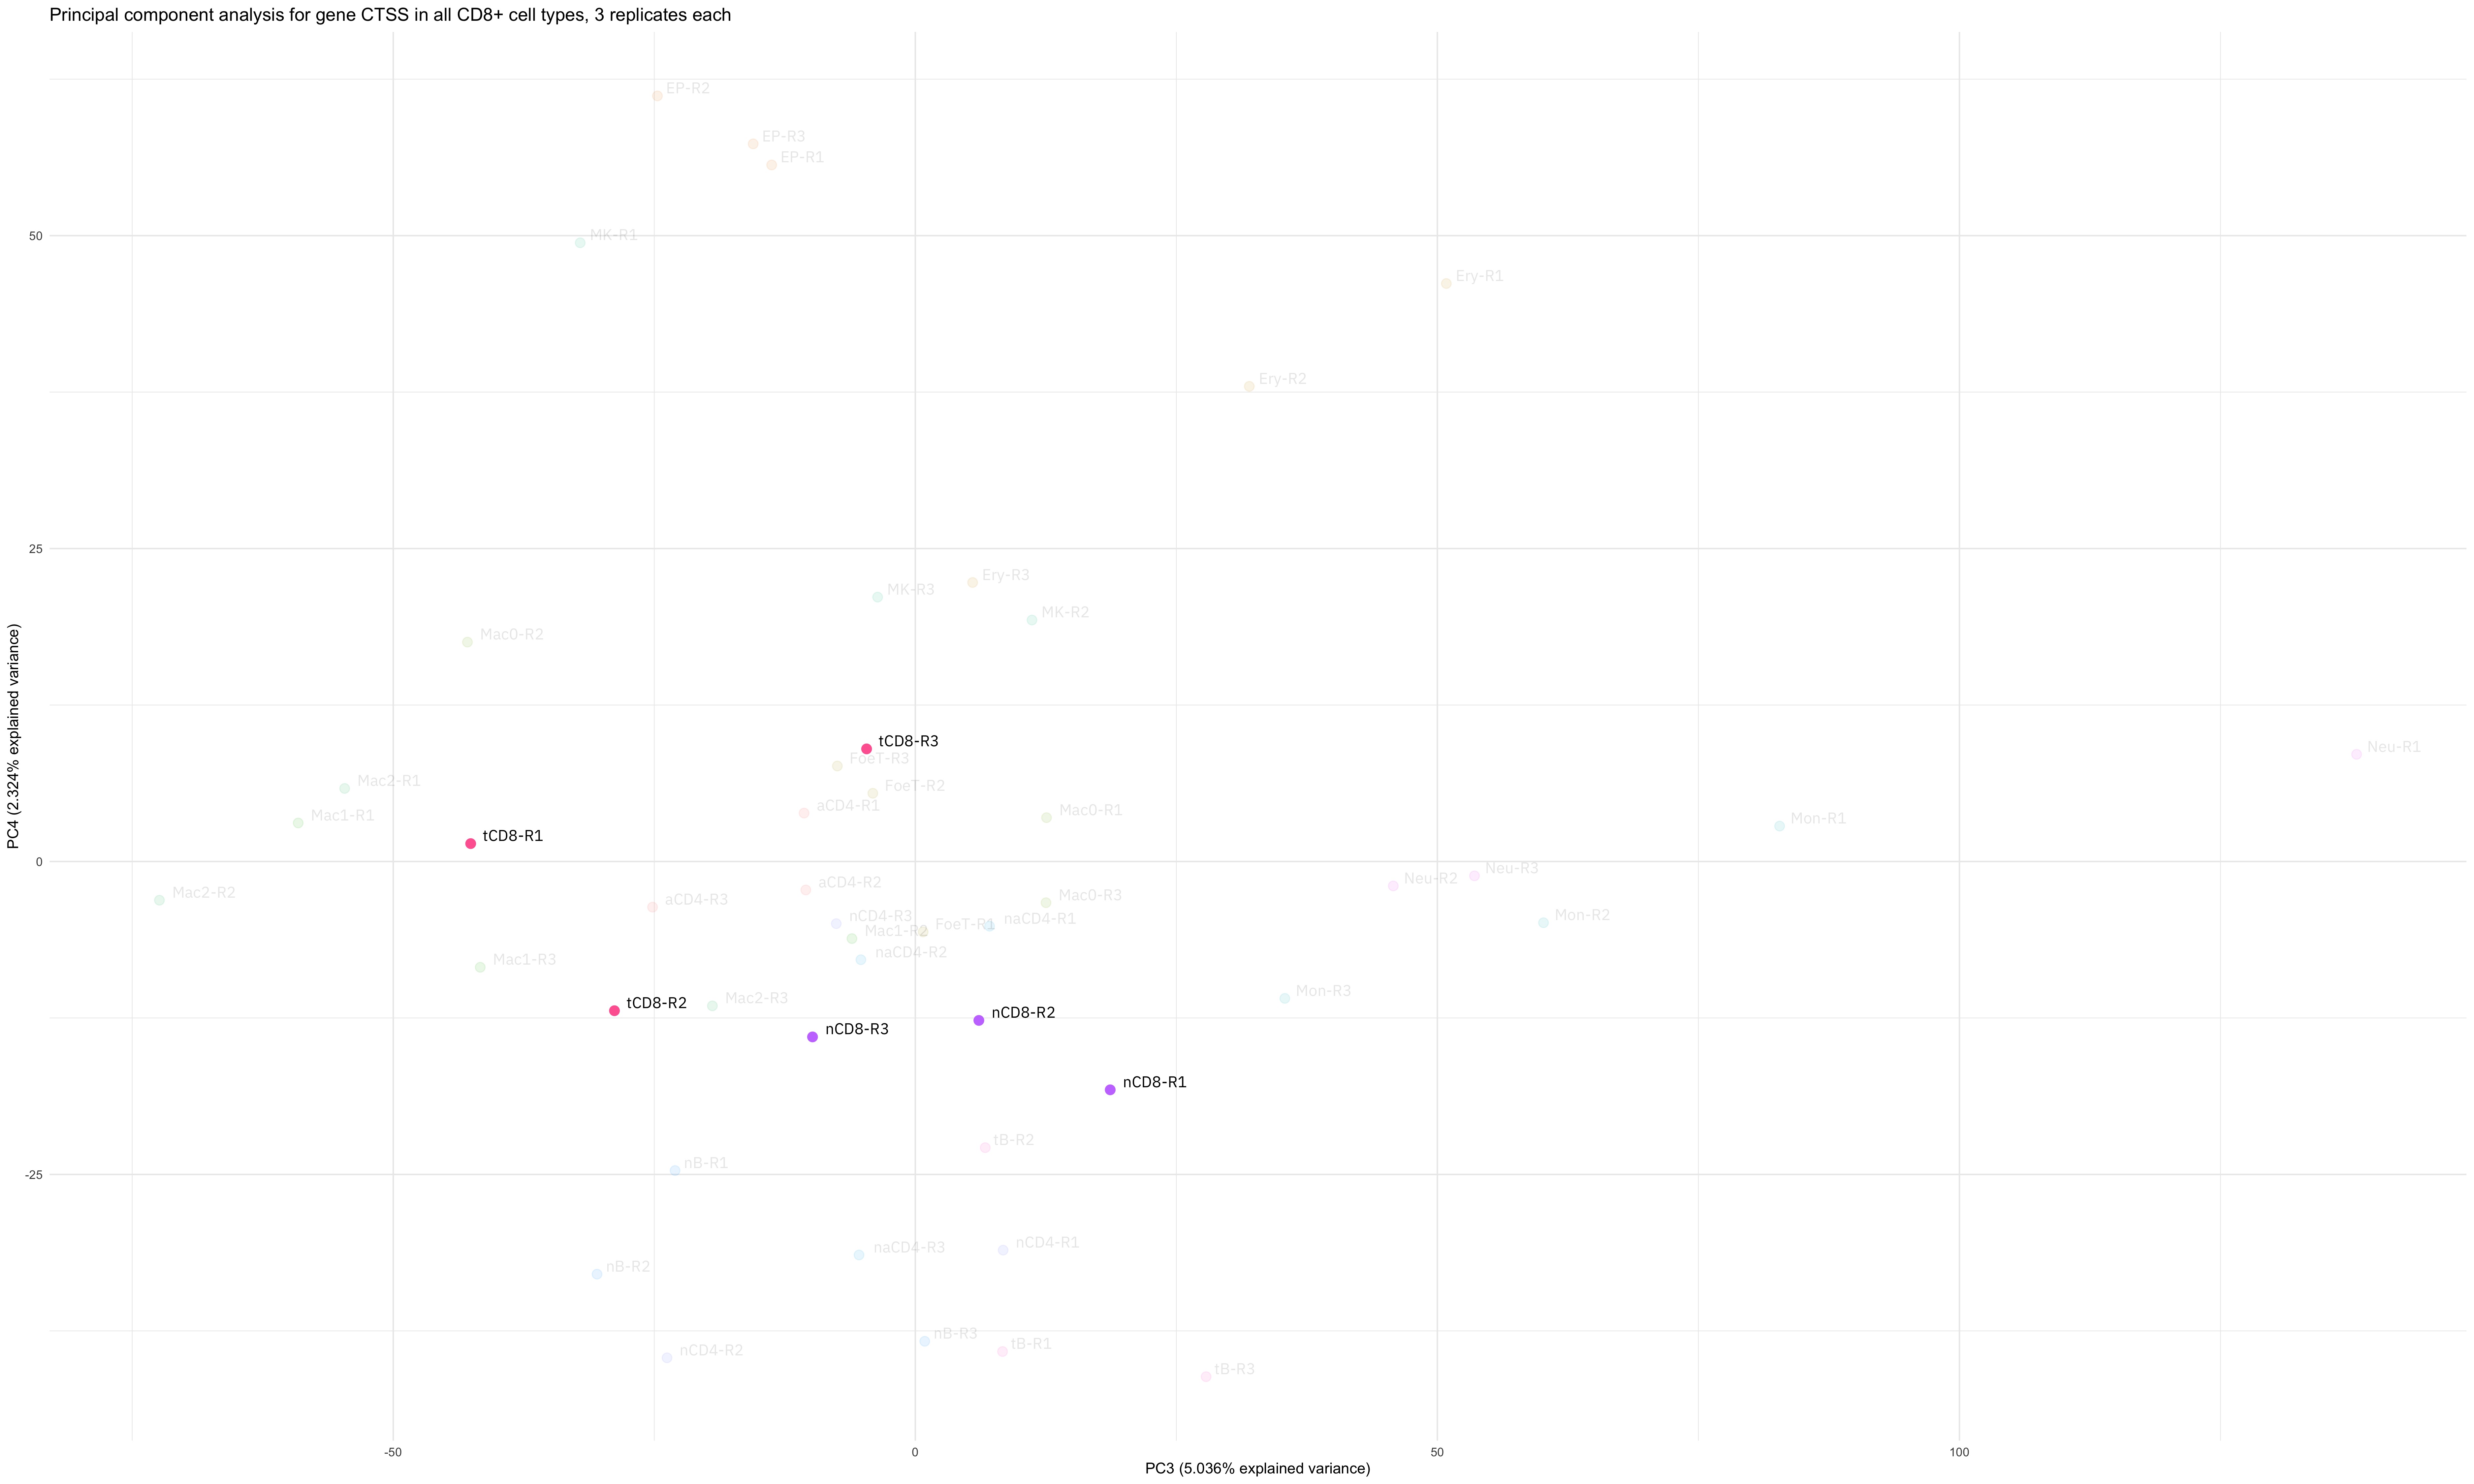 Principal component analysis for gene CTSS in all CD8+ cell types, 3 replicates each
EP-R2
EP-R3
EP-R1
MK-R1
50
Ery-R1
Ery-R2
25
Ery-R3
MK-R3
MK-R2
Mac0-R2
tCD8-R3
Neu-R1
FoeT-R3
Mac2-R1
FoeT-R2
aCD4-R1
Mac0-R1
Mac1-R1
Mon-R1
tCD8-R1
PC4 (2.324% explained variance)
0
Neu-R3
Neu-R2
aCD4-R2
Mac2-R2
aCD4-R3
Mac0-R3
nCD4-R3
Mon-R2
naCD4-R1
FoeT-R1
Mac1-R2
naCD4-R2
Mac1-R3
Mon-R3
Mac2-R3
tCD8-R2
nCD8-R2
nCD8-R3
nCD8-R1
tB-R2
nB-R1
-25
nCD4-R1
naCD4-R3
nB-R2
nB-R3
tB-R1
nCD4-R2
tB-R3
-50
0
50
100
PC3 (5.036% explained variance)